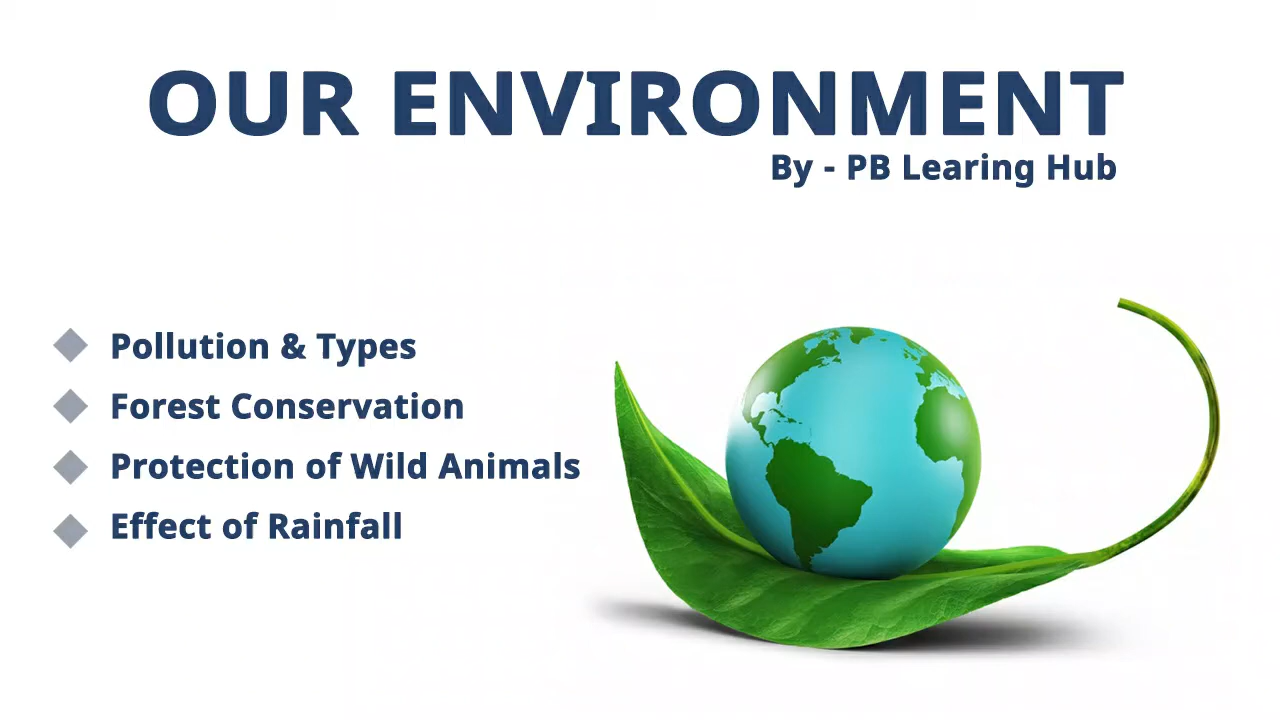 OUR ENVIRONMENT
By - PB Learing Hub
Pollution & Types
Forest Conservation
Protection of Wild Animals
Effect of Rainfall